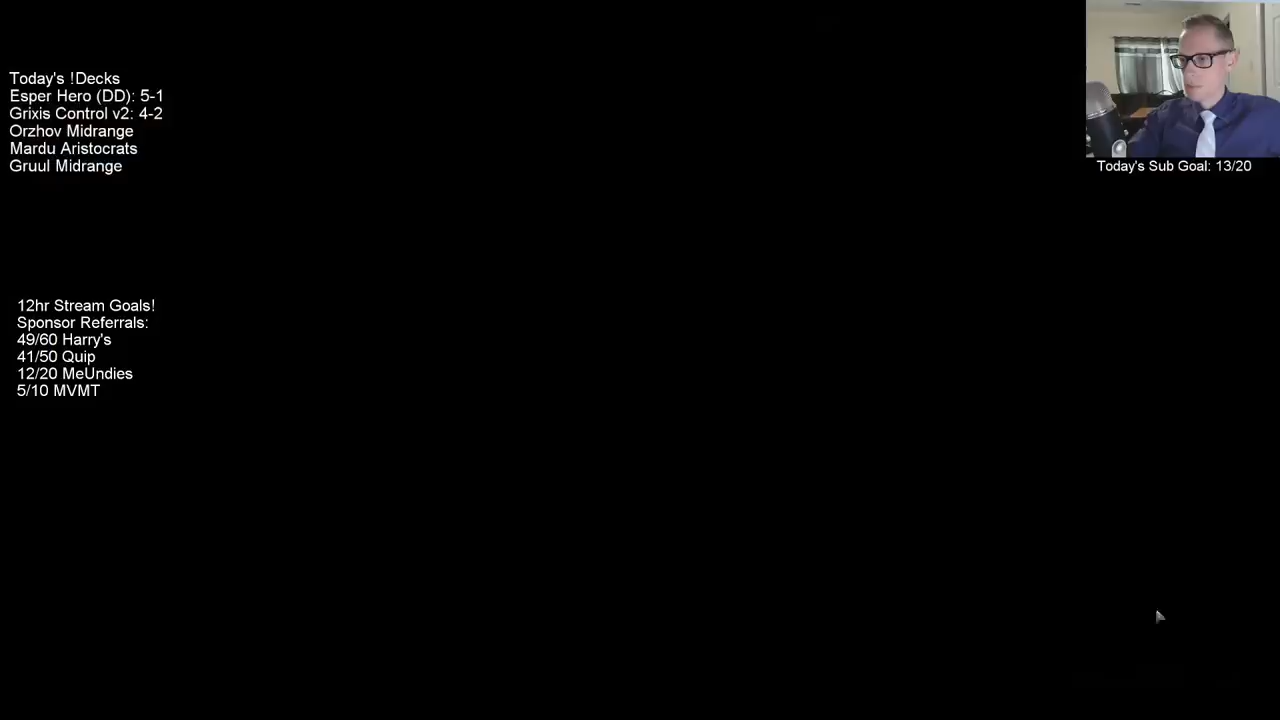 Today's !Decks
Esper Hero (DD): 5-1
Grixis Control v2: 4-2
Orzhov Midrange
Mardu Aristocrats
Gruul Midrange
Today's Sub Goal: 13/20
12hr Stream Goals!
Sponsor Referrals:
49/60 Harry's
41/50 Quip
12/20 MeUndies
5/10 MVMT